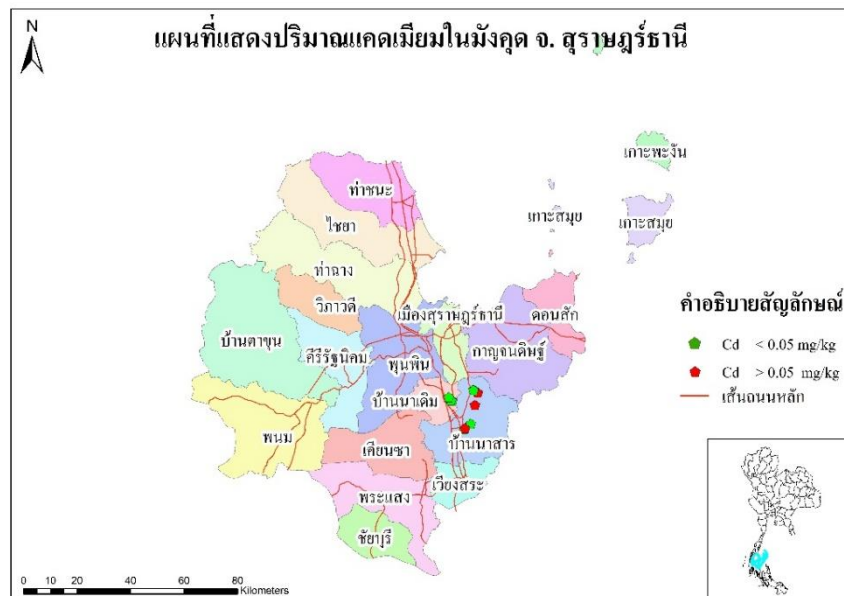 N
แผนที่แสดงปริมาณแคดเมียมในมังคุด จ. สุราษฎร์ธานี
เกาะพะงัน
ท่าชนะ
เกาะสมุย
เกาะสมุย
ไชยา
ท่าฉาง
วิภาวดี
เมืองสุราษฎร์ธานี
ดอนสัก
บ้านตาขุน
คีรีรัฐนิคม
พุนพิน
กาญจนดิษฐ์
บ้านนาเดิม
พนม
เคียนซา
บ้านนาสาร
เวียงสระ
พระแสง
ชัยบุรี
คำอธิบายสัญลักษณ์
Cd < 0.05 mg/kg
Cd > 0.05 mg/kg
เส้นถนนหลัก
0 5 10 20 40 60 80
Kilometers